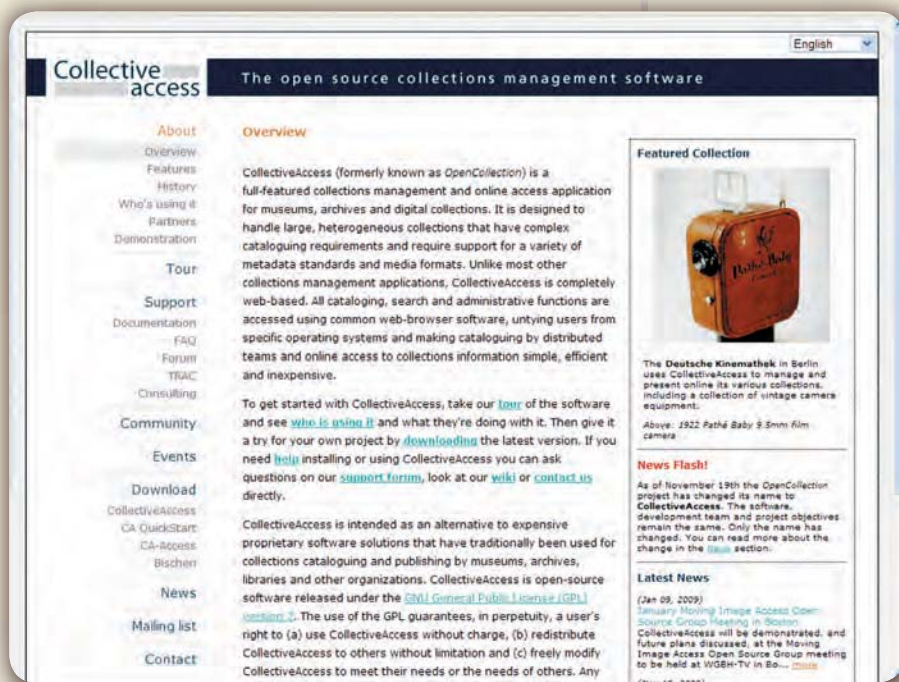 English
Collective
access
The open source collections management software
About
Overview
Features
History
Who's using it
Partners
Demonstration
Tour
Support
Documentation
FAQ
Forum
TRAC
Consulting
Community
Events
Download
CollectiveAccess
CA QuickStart
CA-Access
Bischen
News
Mailing list
Contact
Overview
CollectiveAccess (formerly known as OpenCollection) is a
full-featured collections management and online access application
for museums, archives and digital collections. It is designed to
handle large, heterogeneous collections that have complex
cataloguing requirements and require support for a variety of
metadata standards and media formats. Unlike most other
collections management applications, CollectiveAccess is completely
web-based. All cataloging, search and administrative functions are
accessed using common web-browser software, untying users from
specific operating systems and making cataloguing by distributed
teams and online access to collections information simple, efficient
and inexpensive.
To get started with CollectiveAccess, take our tour of the software
and see who is using it and what they're doing with it. Then give it
a try for your own project by downloading the latest version. If you
need help installing or using CollectiveAccess you can ask
questions on our support forum, look at our wiki or contact us
directly.
CollectiveAccess is intended as an alternative to expensive
proprietary software solutions that have traditionally been used for
collections cataloguing and publishing by museums, archives,
libraries and other organizations. CollectiveAccess is open-source
software released under the GNU General Public License (GPL)
version 2. The use of the GPL guarantees, in perpetuity, a user's
right to (a) use CollectiveAccess without charge, (b) redistribute
CollectiveAccess to others without limitation and (c) freely modify
CollectiveAccess to meet their needs or the needs of others. Any
Featured Collection
Pathé-Baby
The Deutsche Kinemathek in Berlin
uses CollectiveAccess to manage and
present online its various collections,
including a collection of vintage camera
equipment.
Above: 1922 Pathé Baby 9.5mm film
camera
News Flash!
As of November 19th the OpenCollection
project has changed its name to
CollectiveAccess. The software,
development team and project objectives
remain the same. Only the name has
changed. You can read more about the
change in the news section.
Latest News
(Jan 09, 2009)
January Moving Image Access Open
Source Group Meeting in Boston
CollectiveAccess will be demonstrated, and
future plans discussed, at the Moving
Image Access Open Source Group meeting
to be held at WGBH-TV in Bo... more